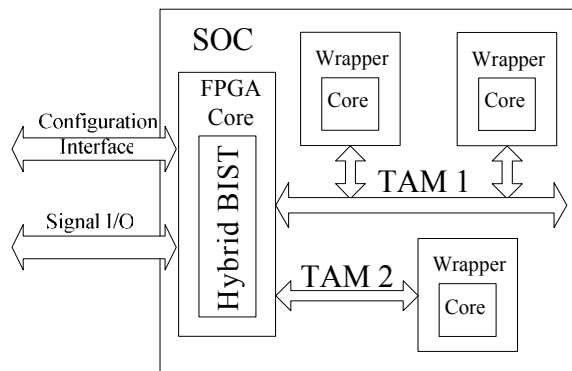 SOC
FPGA
Core
Hybrid BIST
Configuration
Interface
Signal I/O
Wrapper
Core
Wrapper
Core
TAM 1
TAM 2
Wrapper
Core